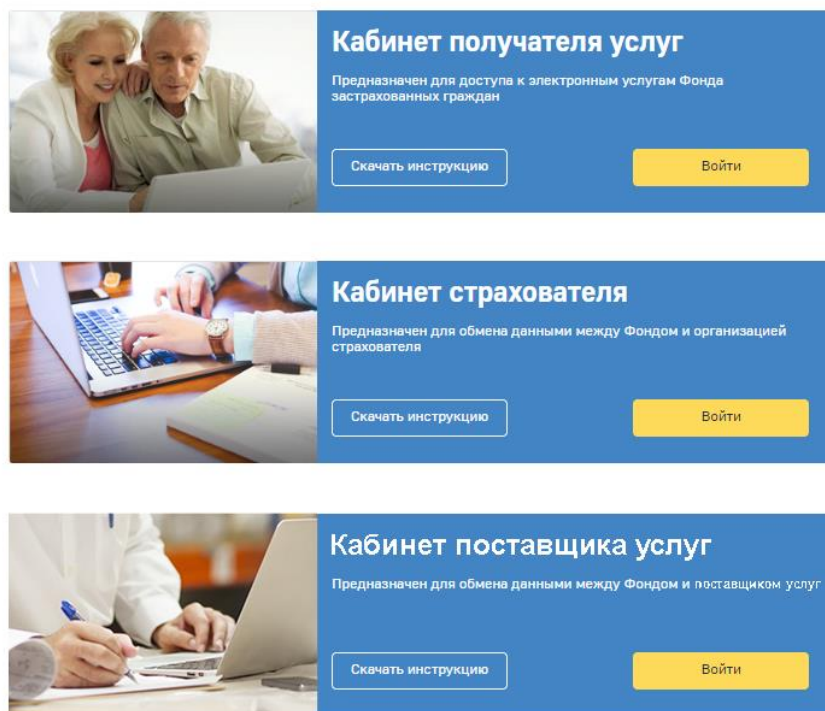 Кабинет получателя услуг
Предназначен для доступа к электронным услугам Фонда
застрахованных граждан
Скачать инструкцию
Войти
Кабинет страхователя
Предназначен для обмена данными между Фондом и организацией
страхователя
Скачать инструкцию
Войти
Кабинет поставщика услуг
Предназначен для обмена данными между Фондом и поставщиком услуг
Скачать инструкцию
Войти